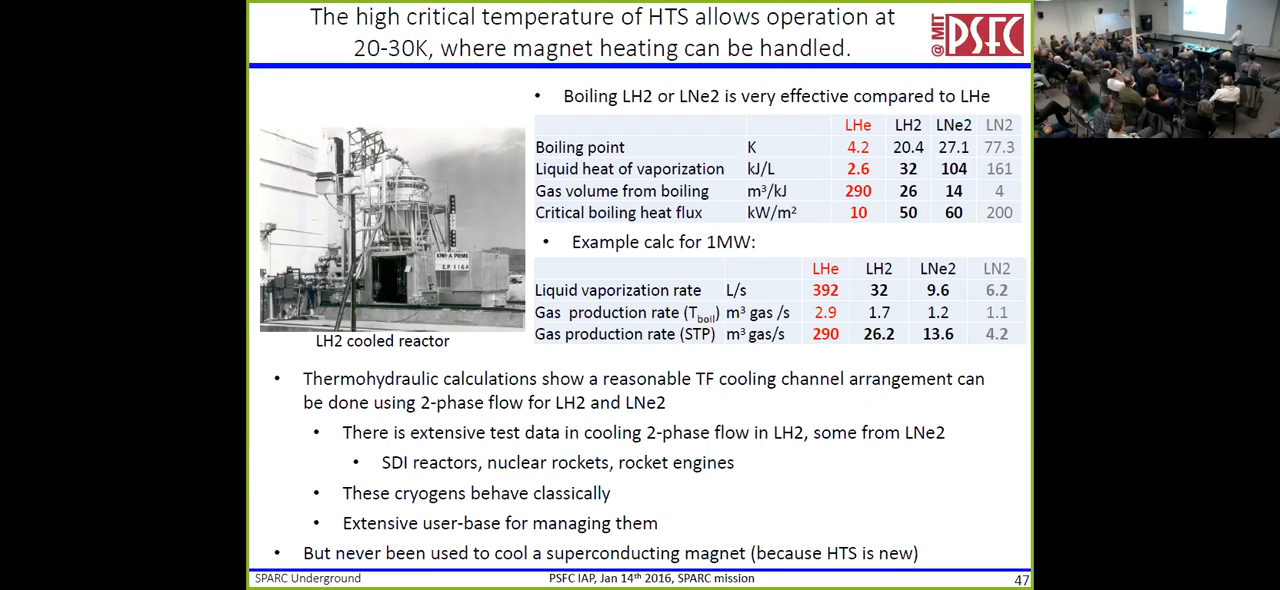 The high critical temperature of HTS allows operation at
20-30K, where magnet heating can be handled.
@ MIT PSFC
• Boiling LH2 or LNe2 is very effective compared to LHe
LHe LH2 LNe2 LN2
Boiling point K 4.2 20.4 27.1 77.3
Liquid heat of vaporization kJ/L 2.6 32 104 161
Gas volume from boiling m³/kJ 290 26 14 4
Critical boiling heat flux kW/m² 10 50 60 200
• Example calc for 1MW:
LHe LH2 LNe2 LN2
Liquid vaporization rate L/s 392 32 9.6 6.2
Gas production rate (Tboil) m³ gas /s 2.9 1.7 1.2 1.1
Gas production rate (STP) m³ gas/s 290 26.2 13.6 4.2
KIWI-A PRIME
E.P. 116A
LH2 cooled reactor
• Thermohydraulic calculations show a reasonable TF cooling channel arrangement can
be done using 2-phase flow for LH2 and LNe2
• There is extensive test data in cooling 2-phase flow in LH2, some from LNe2
• SDI reactors, nuclear rockets, rocket engines
• These cryogens behave classically
• Extensive user-base for managing them
• But never been used to cool a superconducting magnet (because HTS is new)
SPARC Underground
PSFC IAP, Jan 14th 2016, SPARC mission
47